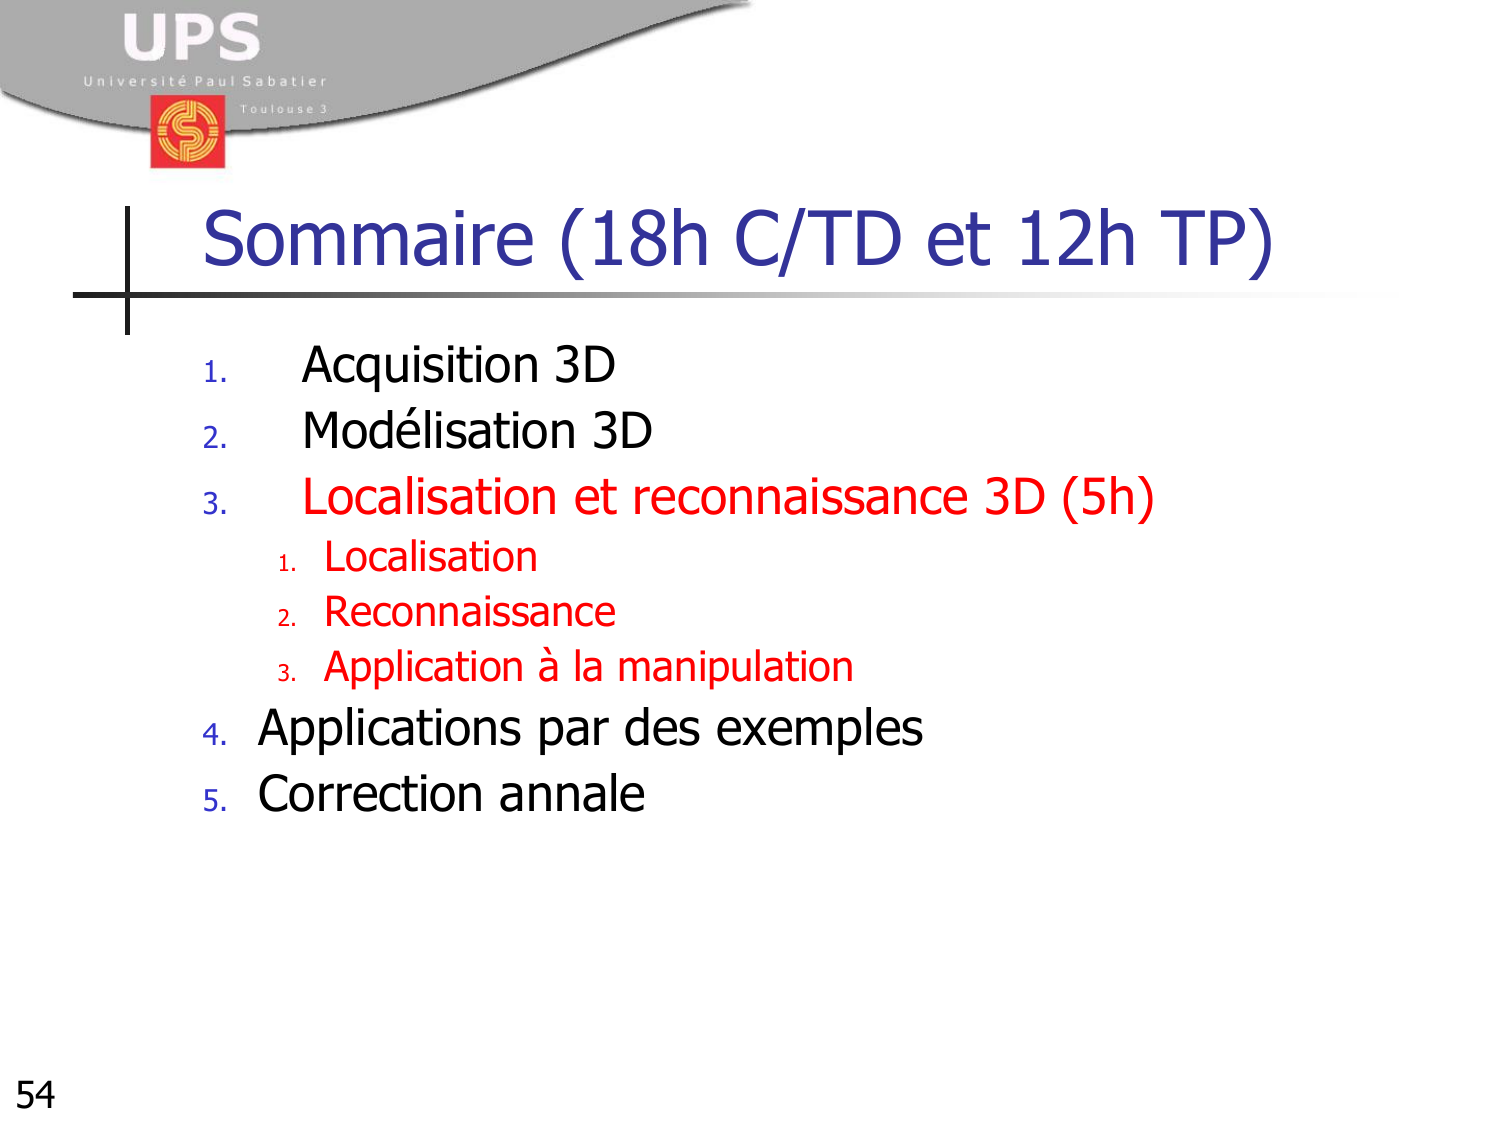 UPS
Université Paul Sabatier
Toulouse 3
Sommaire (18h C/TD et 12h TP)
1. Acquisition 3D
2. Modélisation 3D
3. Localisation et reconnaissance 3D (5h)
1. Localisation
2. Reconnaissance
3. Application à la manipulation
4. Applications par des exemples
5. Correction annale
54